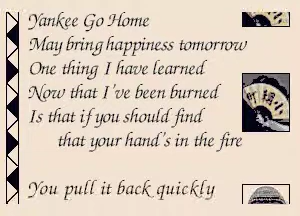 Yankee Go Home
May bring happiness tomorrow
One thing I have learned
Now that I've been burned
Is that if you should find
that your hand's in the fire
You pull it back quickly